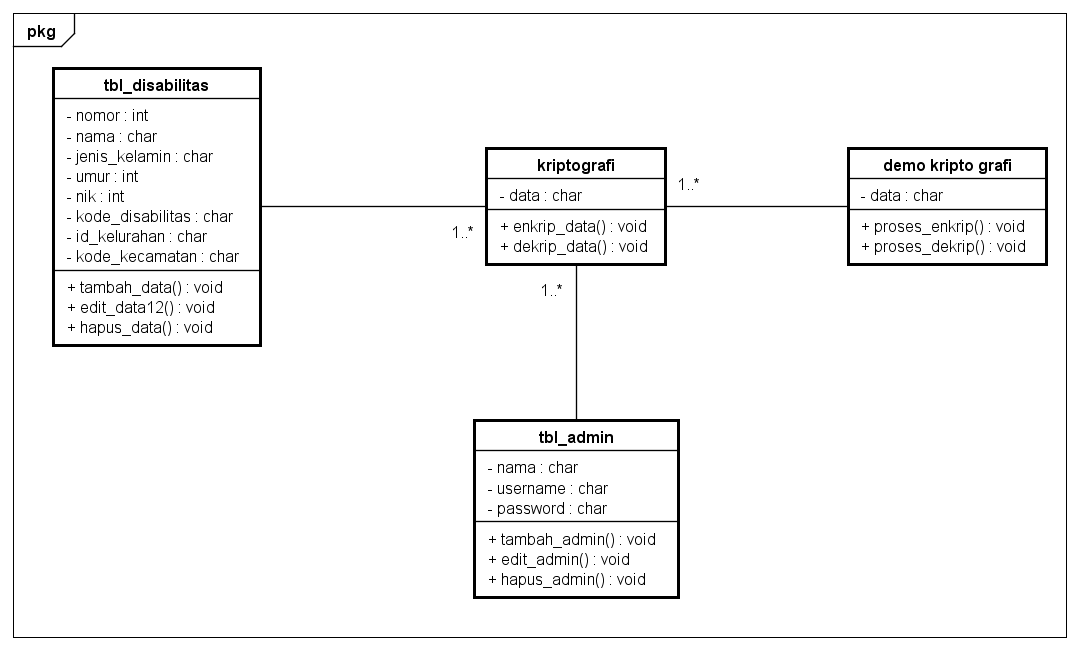 pkg
tbl_disabilitas
- nomor : int
- nama : char
- jenis_kelamin : char
- umur : int
- nik : int
- kode_disabilitas : char
- id_kelurahan : char
- kode_kecamatan : char
+ tambah_data() : void
+ edit_data12() : void
+ hapus_data() : void
1..*
kriptografi
- data : char
+ enkrip_data() : void
+ dekrip_data() : void
1..*
1..*
demo kripto grafi
- data : char
+ proses_enkrip() : void
+ proses_dekrip() : void
tbl_admin
- nama : char
- username : char
- password : char
+ tambah_admin() : void
+ edit_admin() : void
+ hapus_admin() : void